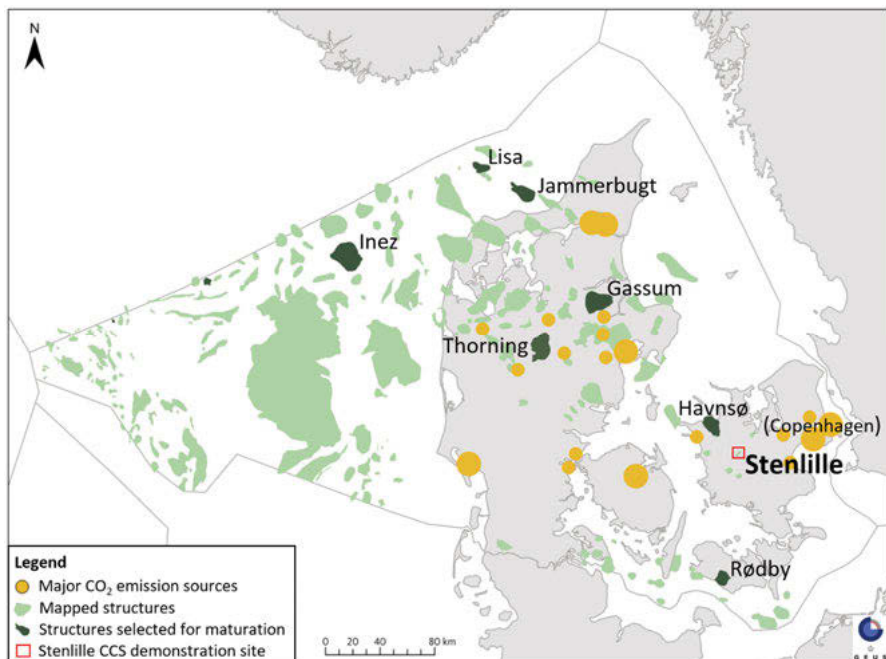 N
Lisa
Jammerbugt
Inez
Gassum
Thorning
Havnsø
(Copenhagen)
Stenlille
Rødby
Legend
Major CO₂ emission sources
Mapped structures
Structures selected for maturation
Stenlille CCS demonstration site
0 20 40 80 km
G E U S